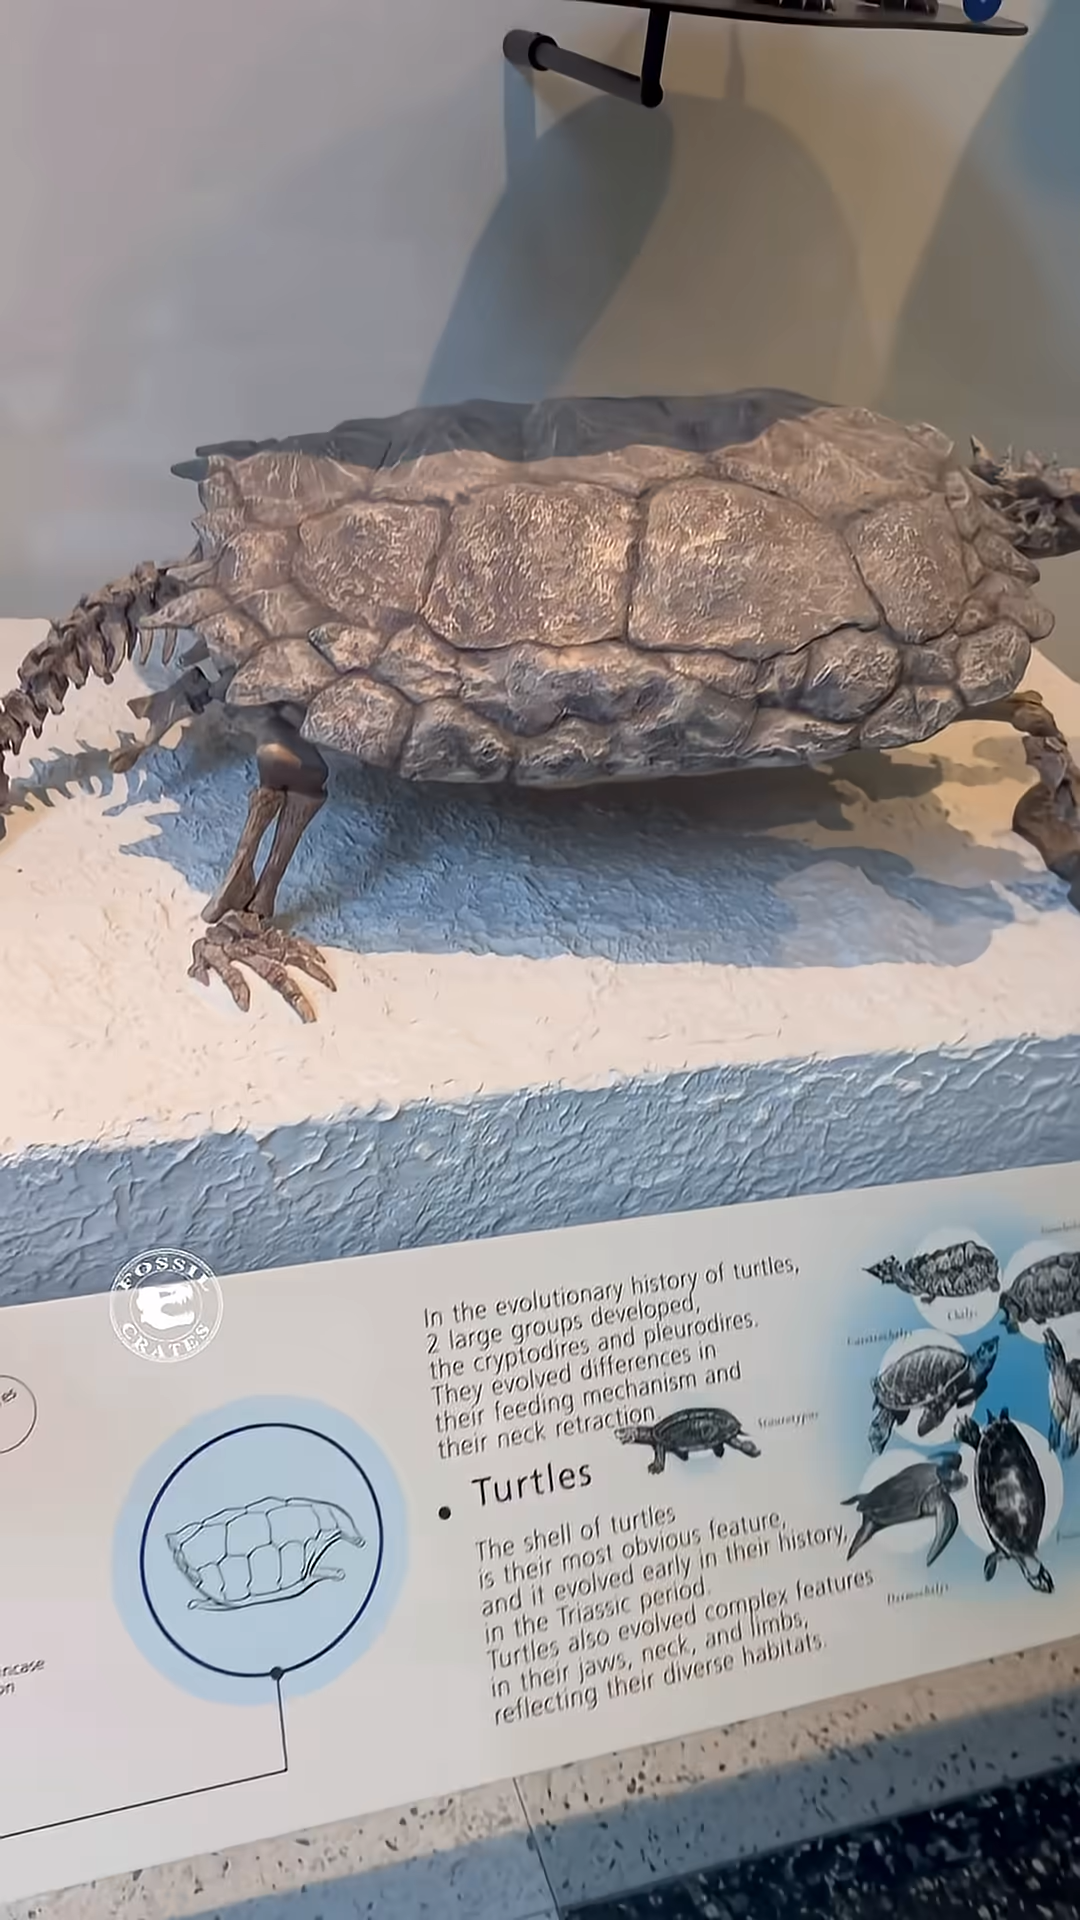 FOSSIL
CRATES
In the evolutionary history of turtles,
2 large groups developed,
the cryptodires and pleurodires.
They evolved differences in
their feeding mechanism and
their neck retraction.
Staurotypus
Turtles
The shell of turtles
is their most obvious feature,
and it evolved early in their history,
in the Triassic period.
Turtles also evolved complex features
in their jaws, neck, and limbs,
reflecting their diverse habitats.